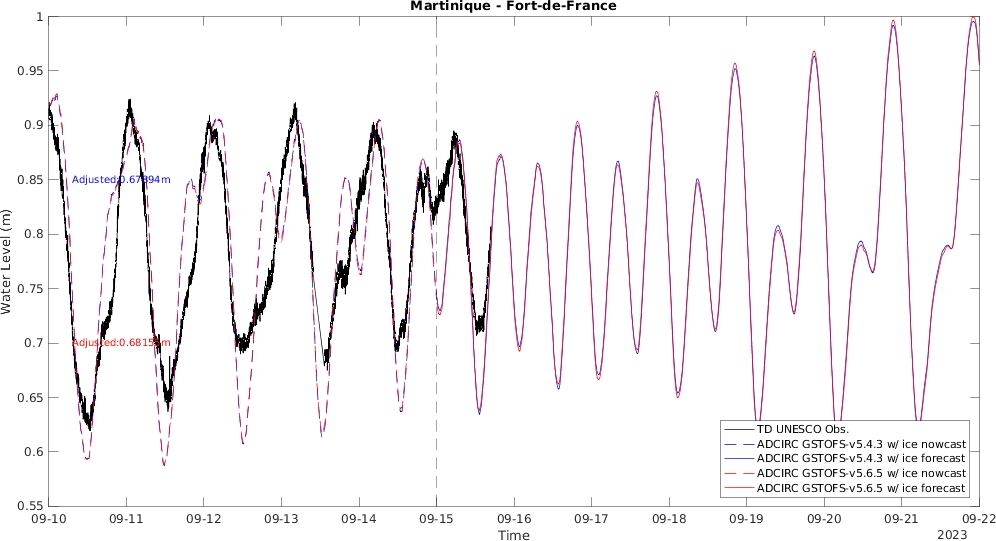 Martinique - Fort-de-France
Water Level (m)
1
0.95
0.9
0.85
0.8
0.75
0.7
0.65
0.6
0.55
Adjusted:0.67894m
TD UNESCO Obs.
ADCIRC GSTOFS-v5.4.3 w/ ice nowcast
ADCIRC GSTOFS-v5.4.3 w/ ice forecast
ADCIRC GSTOFS-v5.6.5 w/ ice nowcast
ADCIRC GSTOFS-v5.6.5 w/ ice forecast
09-10 09-11 09-12 09-13 09-14 09-15 09-16 09-17 09-18 09-19 09-20 09-21 09-22
Time
2023